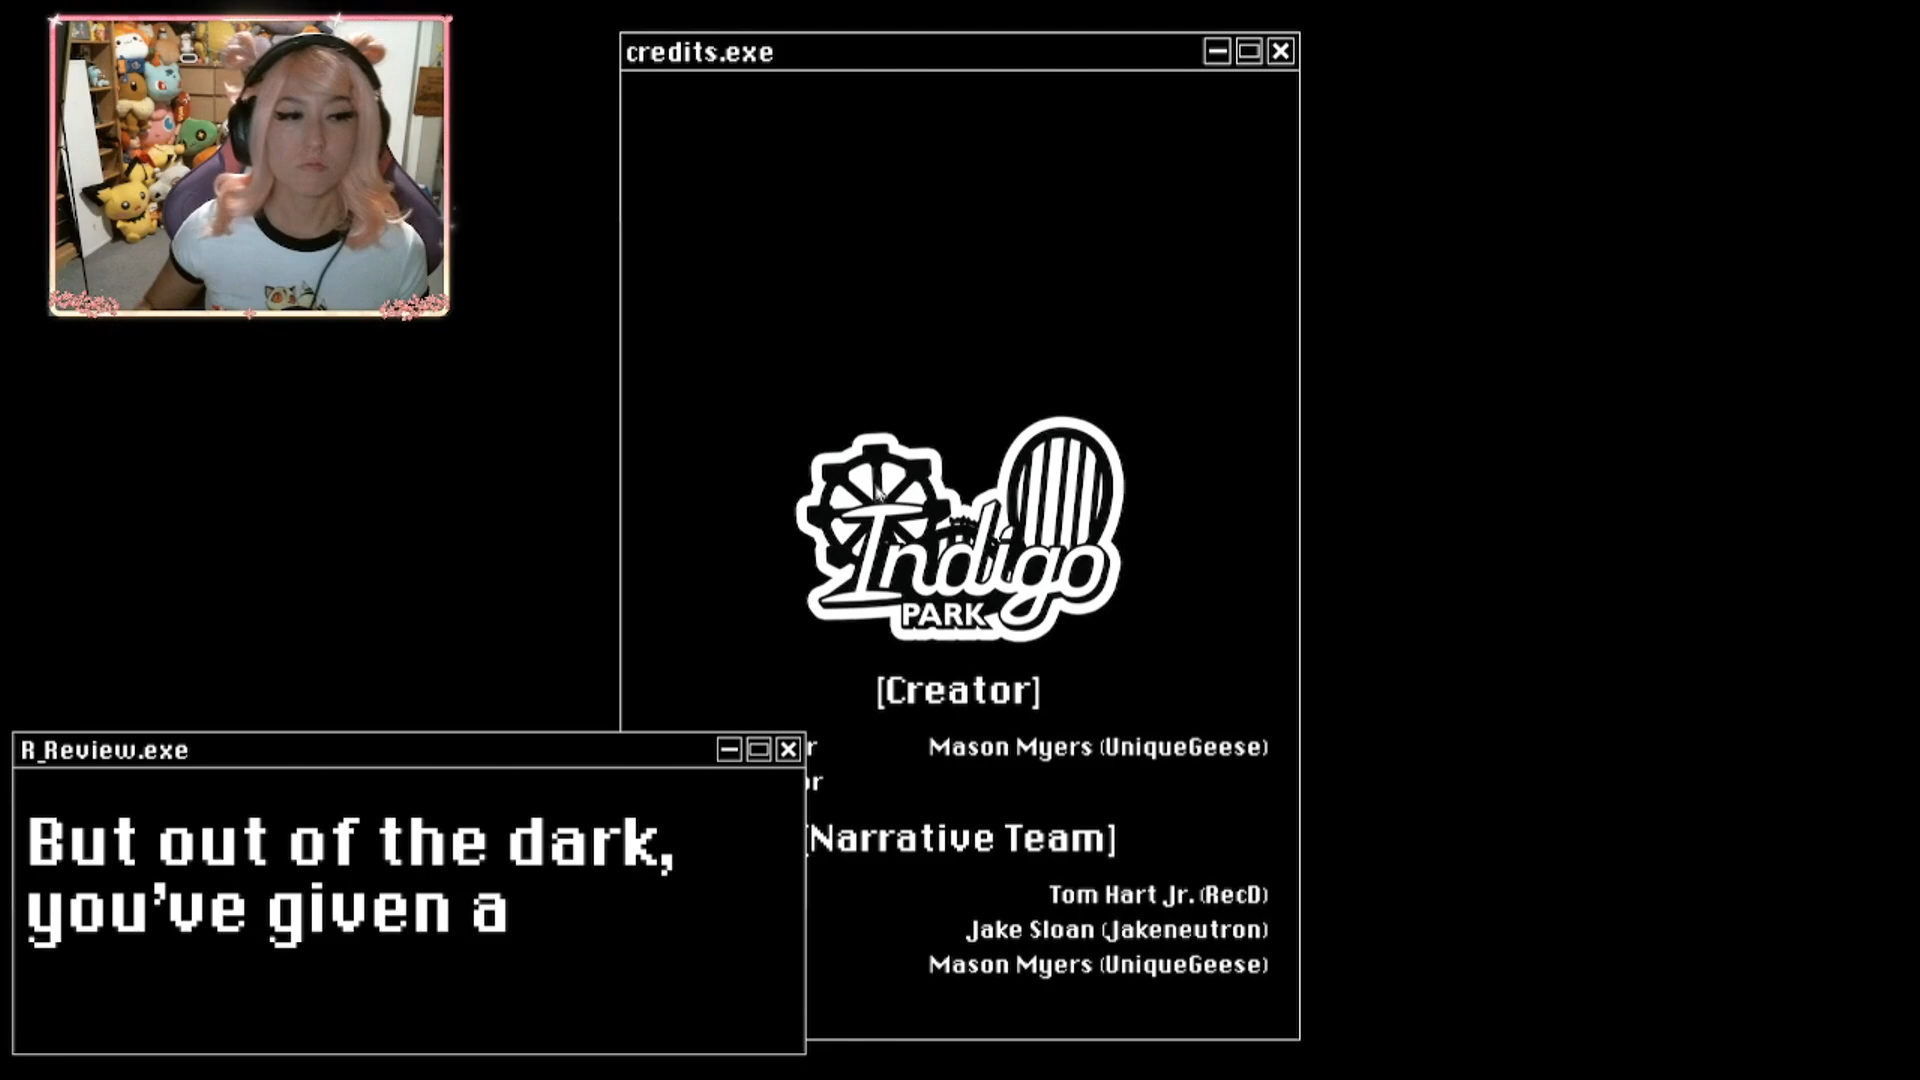 credits.exe
Indigo
PARK
[Creator]
Mason Myers (UniqueGeese)
[Narrative Team]
Tom Hart Jr. (RecD)
Jake Sloan (Jakeneutron)
Mason Myers (UniqueGeese)
R_Review.exe
But out of the dark,
you've given a